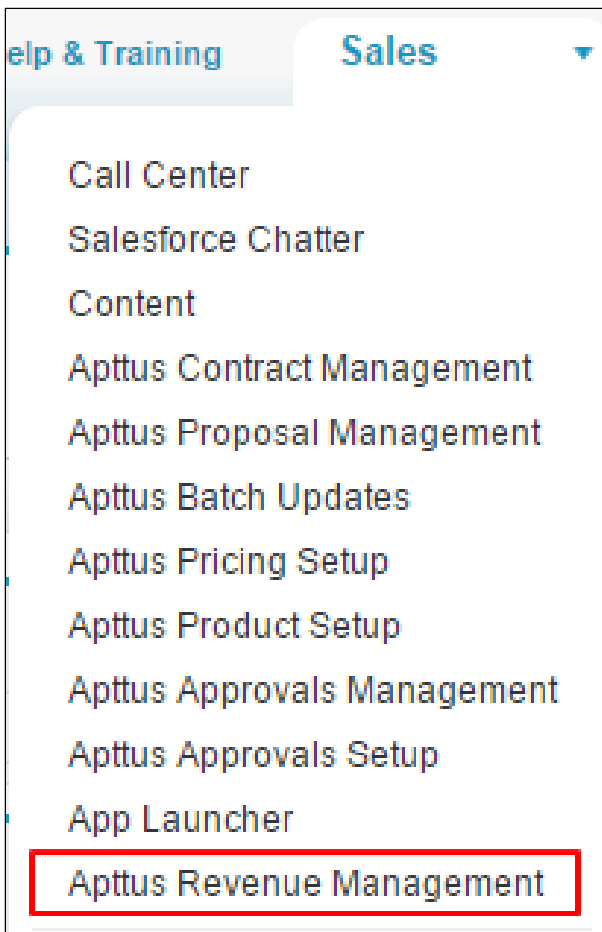 elp & Training
Sales
Call Center
Salesforce Chatter
Content
Apttus Contract Management
Apttus Proposal Management
Apttus Batch Updates
Apttus Pricing Setup
Apttus Product Setup
Apttus Approvals Management
Apttus Approvals Setup
App Launcher
Apttus Revenue Management